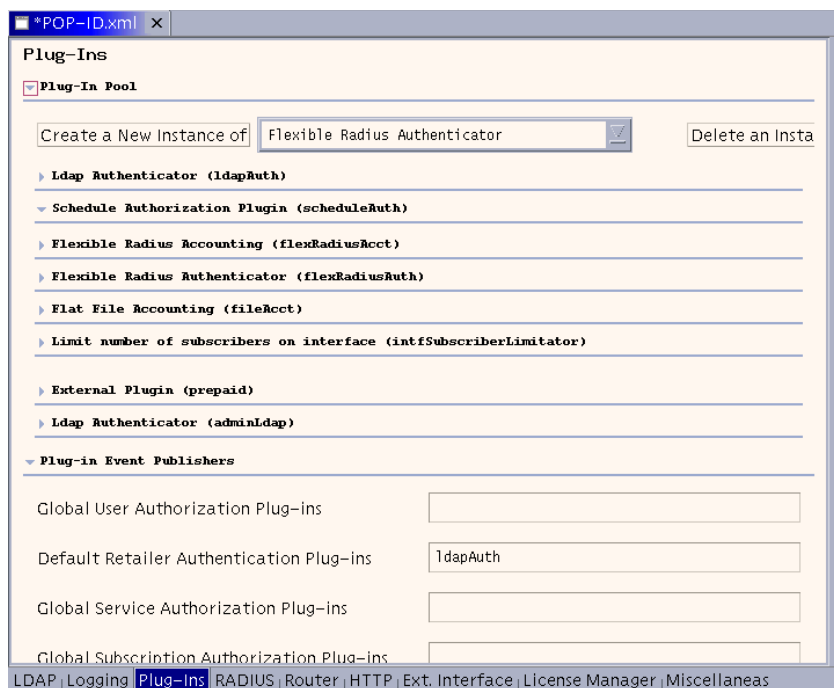 *POP-ID.xml
Plug-Ins
Plug-In Pool
Create a New Instance of Flexible Radius Authenticator Delete an Insta
Ldap Authenticator (ldapAuth)
Schedule Authorization Plugin (scheduleAuth)
Flexible Radius Accounting (flexRadiusAcct)
Flexible Radius Authenticator (flexRadiusAuth)
Flat File Accounting (fileAcct)
Limit number of subscribers on interface (intfSubscriberLimitator)
External Plugin (prepaid)
Ldap Authenticator (adminLdap)
Plug-in Event Publishers
Global User Authorization Plug-ins
Default Retailer Authentication Plug-ins ldapAuth
Global Service Authorization Plug-ins
Global Subscription Authorization Plug-ins
LDAP Logging Plug-Ins RADIUS Router HTTP Ext. Interface License Manager Miscellaneas